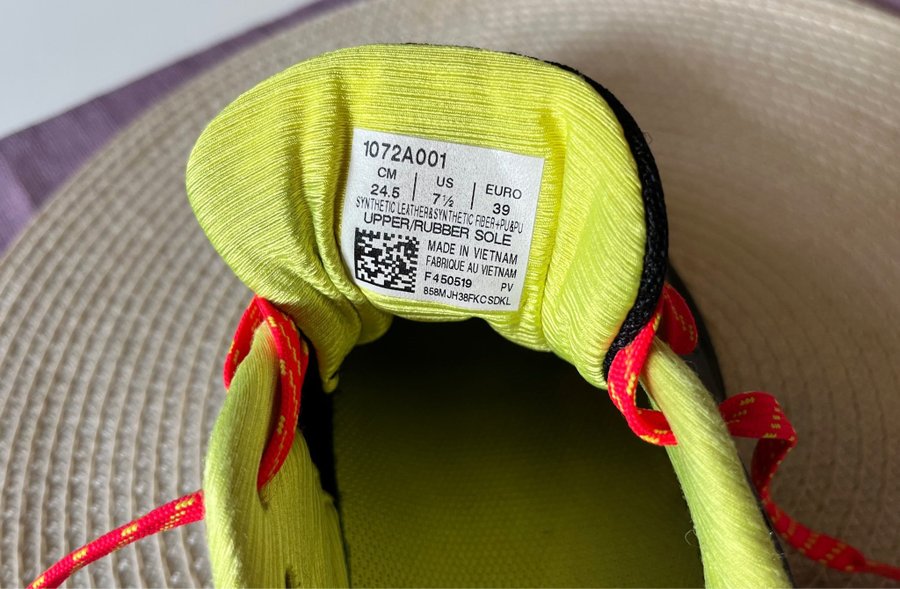 1072A001
CM US EURO
24.5 7½ 39
SYNTHETIC LEATHER&SYNTHETIC FIBER+PU&PU
UPPER/RUBBER SOLE
MADE IN VIETNAM
FABRIQUE AU VIETNAM
F450519 PV
858MJH38FKCSDKL